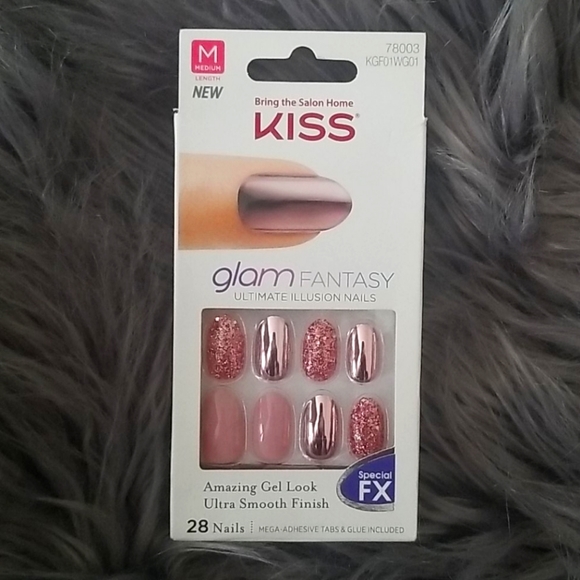 M
MEDIUM
LENGTH
NEW
78003
KGF01WG01
Bring the Salon Home
KISS®
glam FANTASY
ULTIMATE ILLUSION NAILS
Special
FX
Amazing Gel Look
Ultra Smooth Finish
28 Nails
MEGA-ADHESIVE TABS & GLUE INCLUDED